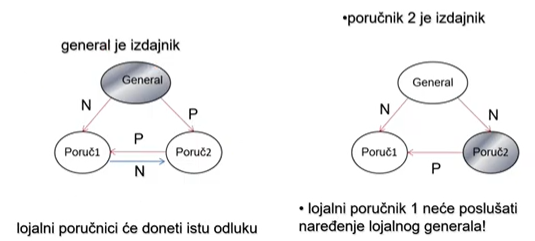 general je izdajnik
General
N
P
Poruč1
P
N
Poruč2
lojalni poručnici će doneti istu odluku
•poručnik 2 je izdajnik
General
N
N
Poruč1
P
Poruč2
• lojalni poručnik 1 neće poslušati
naređenje lojalnog generala!